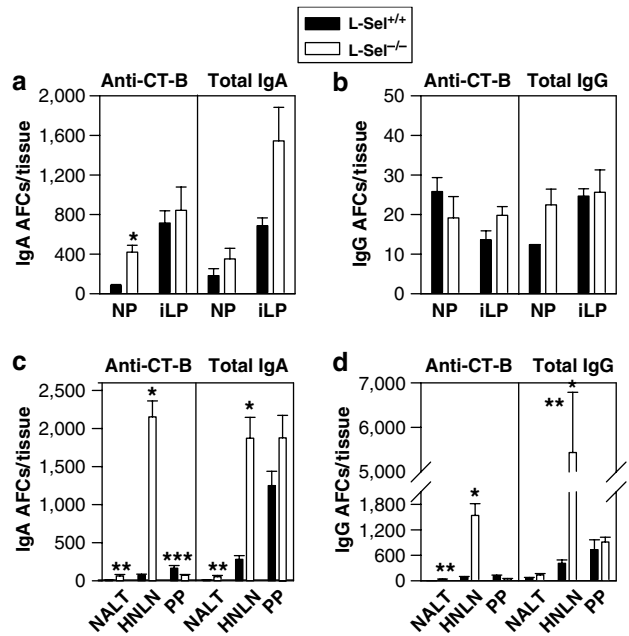 L-Sel+/+
L-Sel−/−
a
Anti-CT-B Total IgA
IgA AFCs/tissue
2,000
1,600
1,200
800
400
0
*
NP iLP NP iLP
b
Anti-CT-B Total IgG
IgG AFCs/tissue
50
40
30
20
10
0
NP iLP NP iLP
c
Anti-CT-B Total IgA
IgA AFCs/tissue
2,500
2,000
1,500
1,000
500
0
** * *** ** *
NALT HNLN PP NALT HNLN PP
d
Anti-CT-B Total IgG
IgG AFCs/tissue
7,000
6,000
5,000
1,800
1,200
600
0
** * ** *
NALT HNLN PP NALT HNLN PP